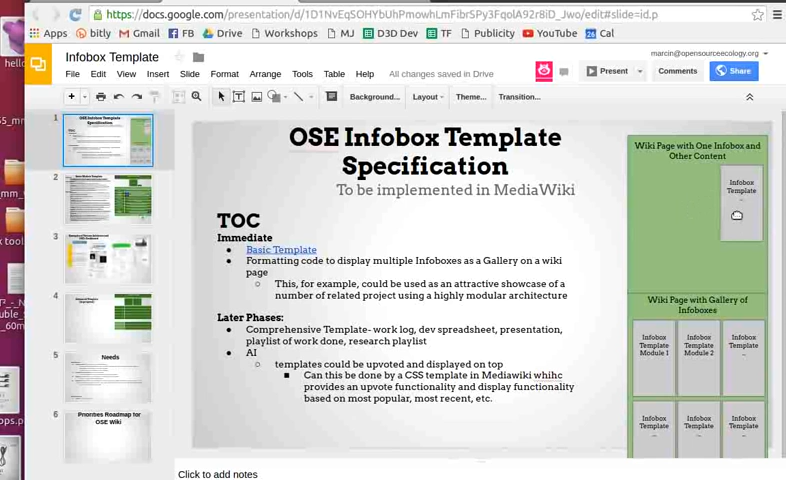 https://docs.google.com/presentation/d/1D1NvEqSOHYbUhPmowhLmFibrSPy3FqolA92r8iD_Jwo/edit#slide=id.p
Apps bitly Gmail FB Drive Workshops MJ D3D Dev TF Publicity YouTube 26 Cal
Infobox Template
marcin@opensourceecology.org
File Edit View Insert Slide Format Arrange Tools Table Help All changes saved in Drive
Present Comments Share
Background... Layout Theme... Transition...
hello
1
2
3
4
5
Needs
6
Priorities Roadmap for
OSE Wiki
OSE Infobox Template
Specification
To be implemented in MediaWiki
TOC
Immediate
Basic Template
Formatting code to display multiple Infoboxes as a Gallery on a wiki
page
This, for example, could be used as an attractive showcase of a
number of related project using a highly modular architecture
Later Phases:
Comprehensive Template- work log, dev spreadsheet, presentation,
playlist of work done, research playlist
AI
templates could be upvoted and displayed on top
Can this be done by a CSS template in Mediawiki whihc
provides an upvote functionality and display functionality
based on most popular, most recent, etc.
Wiki Page with One Infobox and
Other Content
Infobox
Template
Wiki Page with Gallery of
Infoboxes
Infobox
Template
Module 1
Infobox
Template
Module 2
Infobox
Template
...
Infobox
Template
...
Infobox
Template
...
Infobox
Template
...
Click to add notes